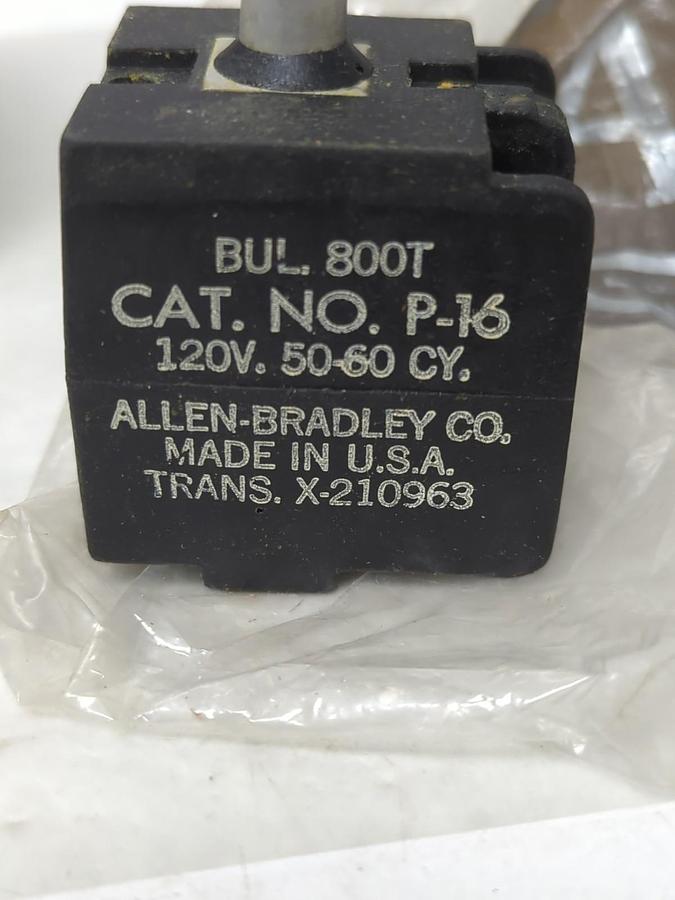 BUL. 800T
CAT. NO. P-16
120V. 50-60 CY.
ALLEN-BRADLEY CO.
MADE IN U.S.A.
TRANS. X-210963